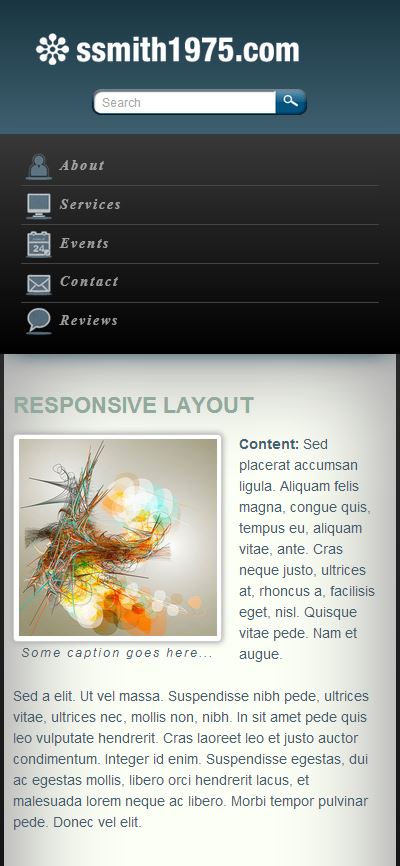 ssmith1975.com
Search
About
Services
24
Events
Contact
Reviews
RESPONSIVE LAYOUT
Content: Sed
placerat accumsan
ligula. Aliquam felis
magna, congue quis,
tempus eu, aliquam
vitae, ante. Cras
neque justo, ultrices
at, rhoncus a, facilisis
eget, nisl. Quisque
vitae pede. Nam et
augue.
Some caption goes here...
Sed a elit. Ut vel massa. Suspendisse nibh pede, ultrices
vitae, ultrices nec, mollis non, nibh. In sit amet pede quis
leo vulputate hendrerit. Cras laoreet leo et justo auctor
condimentum. Integer id enim. Suspendisse egestas, dui
ac egestas mollis, libero orci hendrerit lacus, et
malesuada lorem neque ac libero. Morbi tempor pulvinar
pede. Donec vel elit.